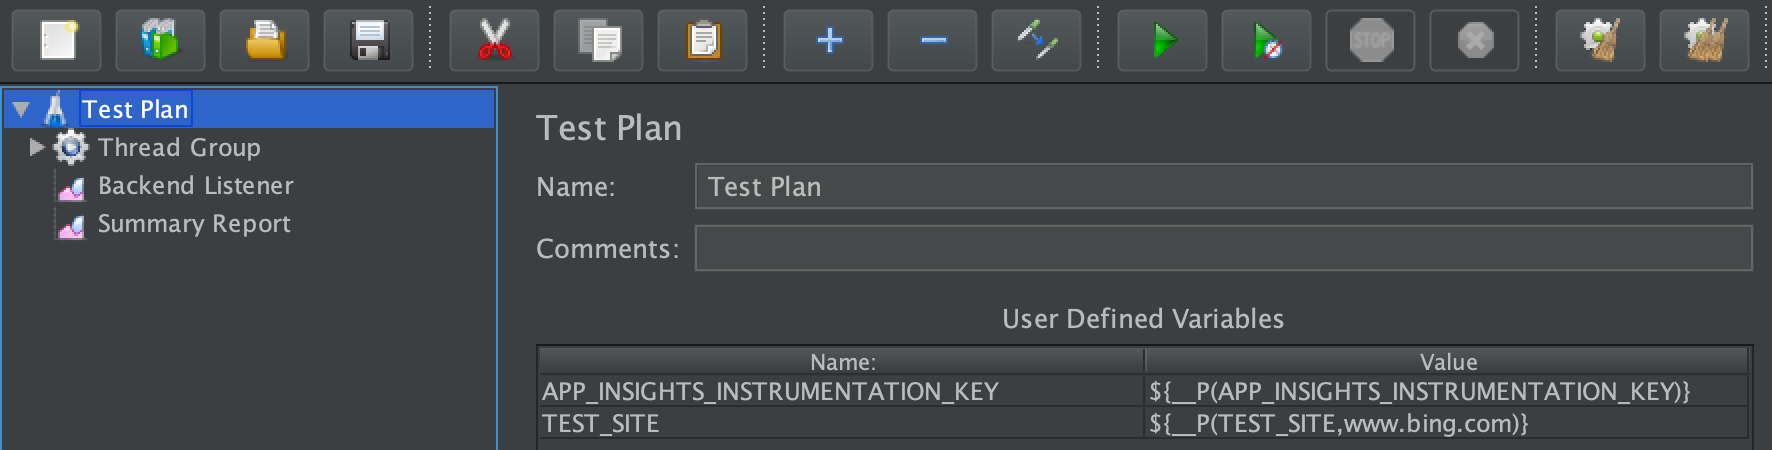 STOP
Test Plan
Thread Group
Backend Listener
Summary Report
Test Plan
Name:
Test Plan
Comments:
User Defined Variables
Name:
Value
APP_INSIGHTS_INSTRUMENTATION_KEY
${__P(APP_INSIGHTS_INSTRUMENTATION_KEY)}
TEST_SITE
${__P(TEST_SITE,www.bing.com)}